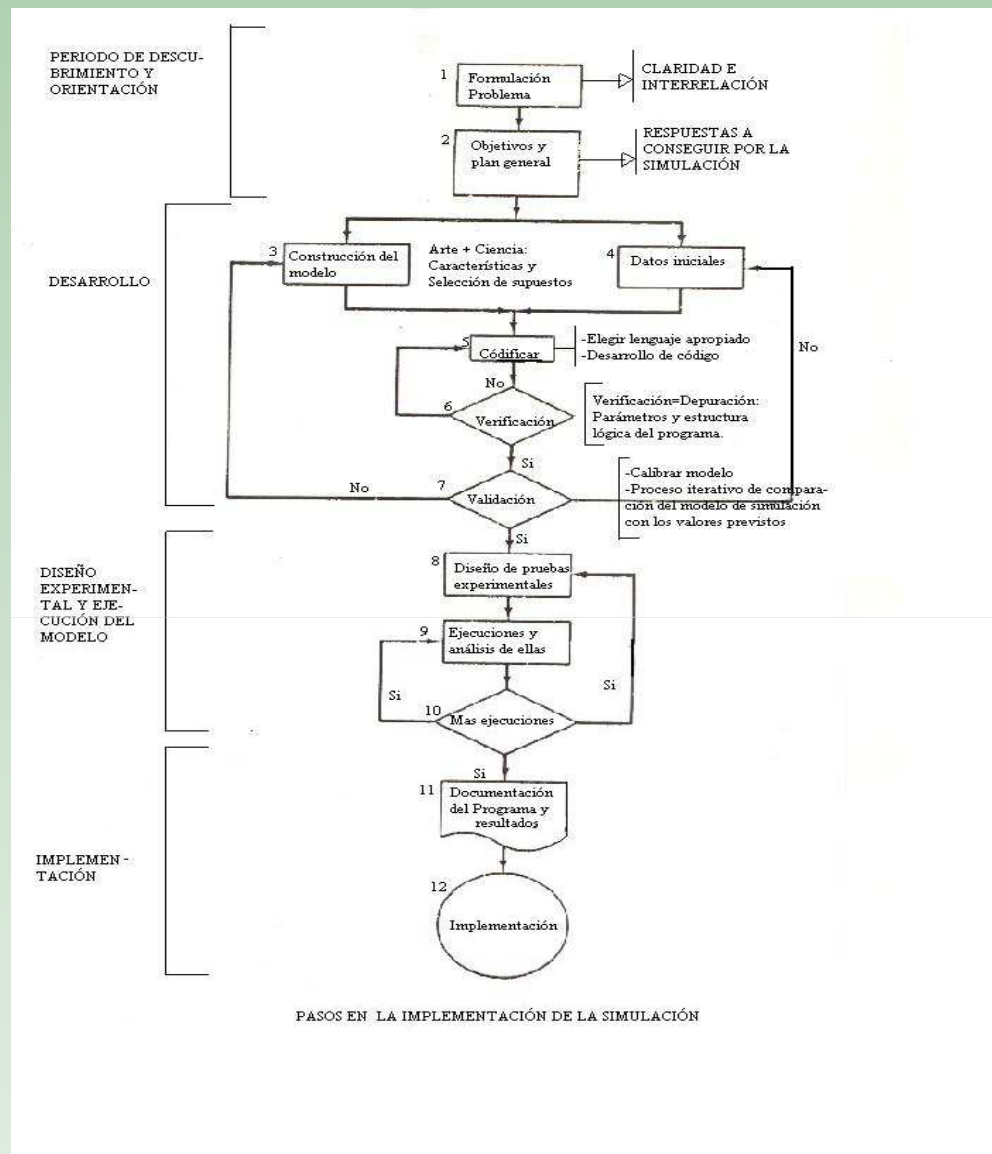 PERIODO DE DESCU-
BRIMIENTO Y
ORIENTACIÓN
1
Formulación
Problema
CLARIDAD E
INTERRELACIÓN
2
Objetivos y
plan general
RESPUESTAS A
CONSEGUIR POR LA
SIMULACIÓN
DESARROLLO
3
Construcción del
modelo
Arte + Ciencia:
Características y
Selección de supuestos
4
Datos iniciales
5
Códificar
-Elegir lenguaje apropiado
-Desarrollo de código
No
No
6
Verificación
Verificación=Depuración:
Parámetros y estructura
lógica del programa.
Si
No
7
Validación
-Calibrar modelo
-Proceso iterativo de compara-
ción del modelo de simulación
con los valores previstos
Si
DISEÑO
EXPERIMEN-
TAL Y EJE-
CUCIÓN DEL
MODELO
8
Diseño de pruebas
experimentales
9
Ejecuciones y
análisis de ellas
Si
Si
10
Mas ejecuciones
Si
IMPLEMEN-
TACIÓN
11
Documentación
del Programa y
resultados
12
Implementación
PASOS EN LA IMPLEMENTACIÓN DE LA SIMULACIÓN